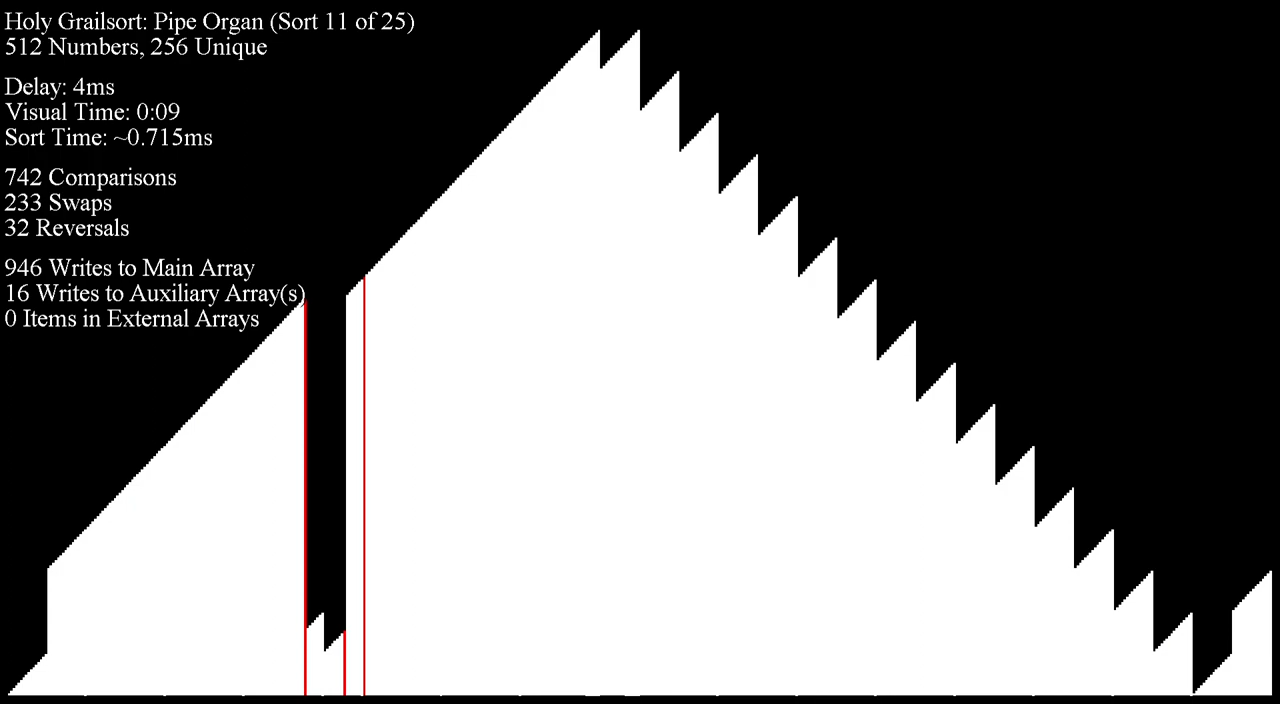 Holy Grailsort: Pipe Organ (Sort 11 of 25)
512 Numbers, 256 Unique
Delay: 4ms
Visual Time: 0:09
Sort Time: ~0.715ms
742 Comparisons
233 Swaps
32 Reversals
946 Writes to Main Array
16 Writes to Auxiliary Array(s)
0 Items in External Arrays